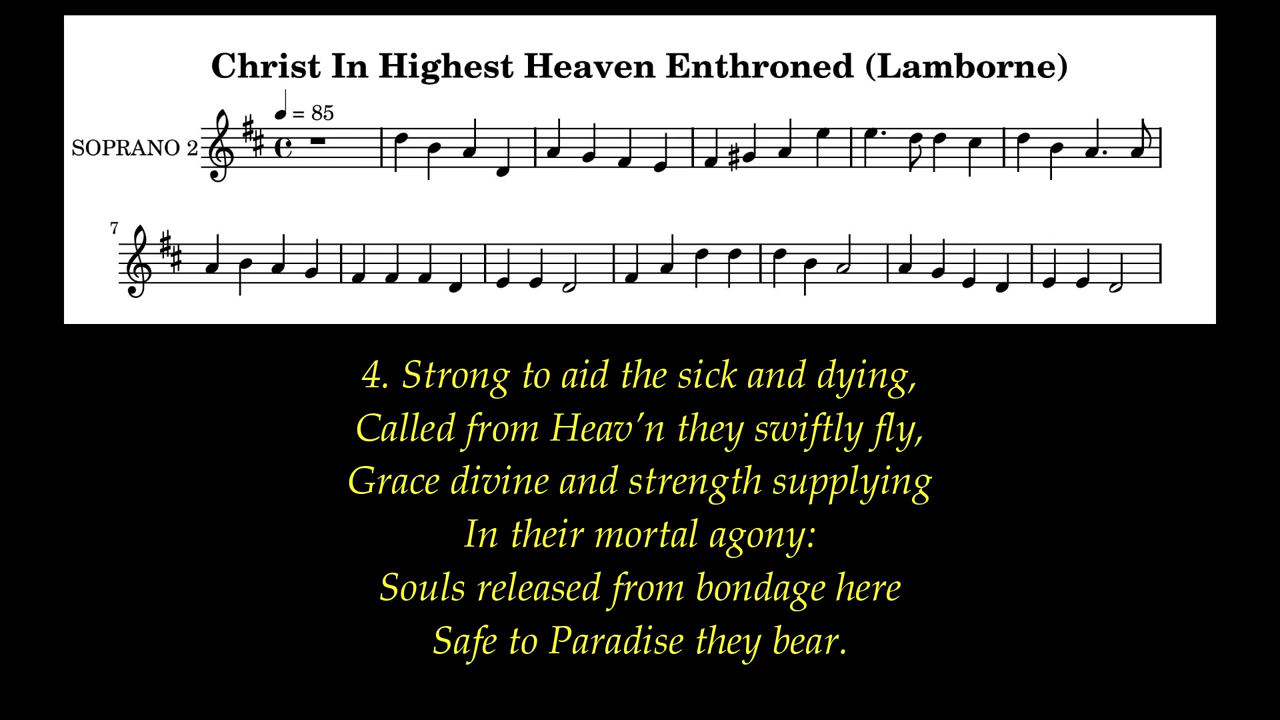 Christ In Highest Heaven Enthroned (Lamborne)
= 85
SOPRANO 2
7
4. Strong to aid the sick and dying,
Called from Heav’n they swiftly fly,
Grace divine and strength supplying
In their mortal agony:
Souls released from bondage here
Safe to Paradise they bear.